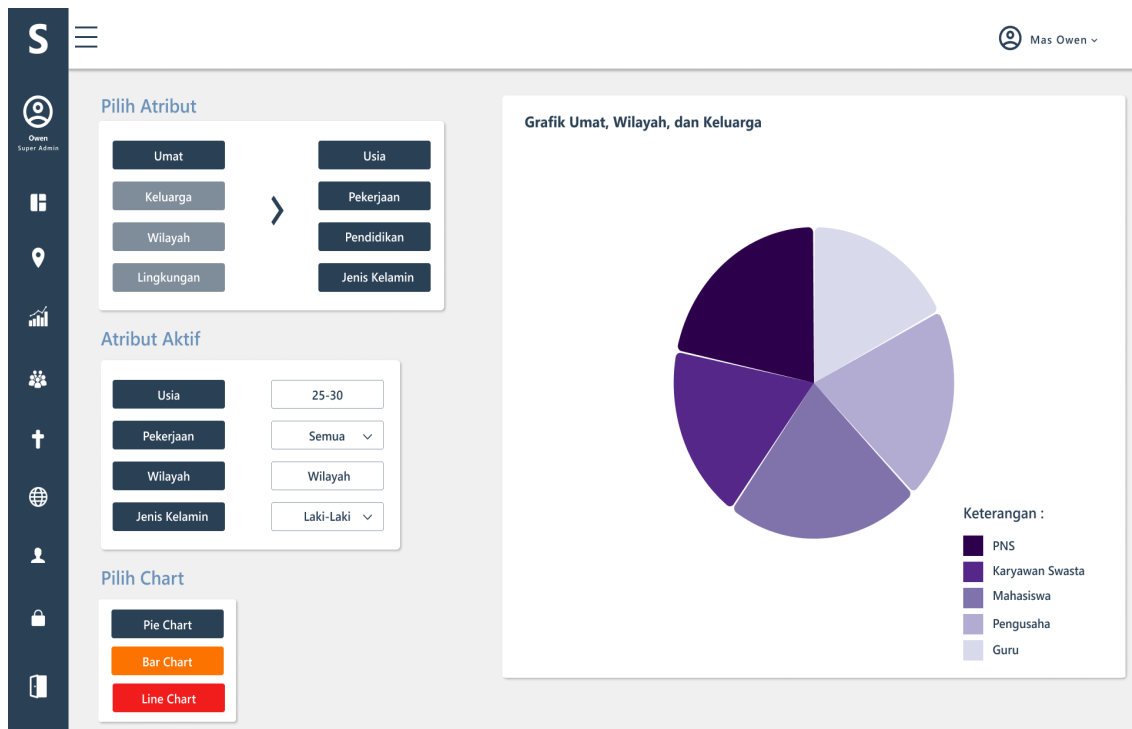 S
Mas Owen
Owen
Super Admin
Pilih Atribut
Umat
Usia
Keluarga
Pekerjaan
Wilayah
Pendidikan
Lingkungan
Jenis Kelamin
Atribut Aktif
Usia
25-30
Pekerjaan
Semua
Wilayah
Wilayah
Jenis Kelamin
Laki-Laki
Pilih Chart
Pie Chart
Bar Chart
Line Chart
Grafik Umat, Wilayah, dan Keluarga
Keterangan :
PNS
Karyawan Swasta
Mahasiswa
Pengusaha
Guru